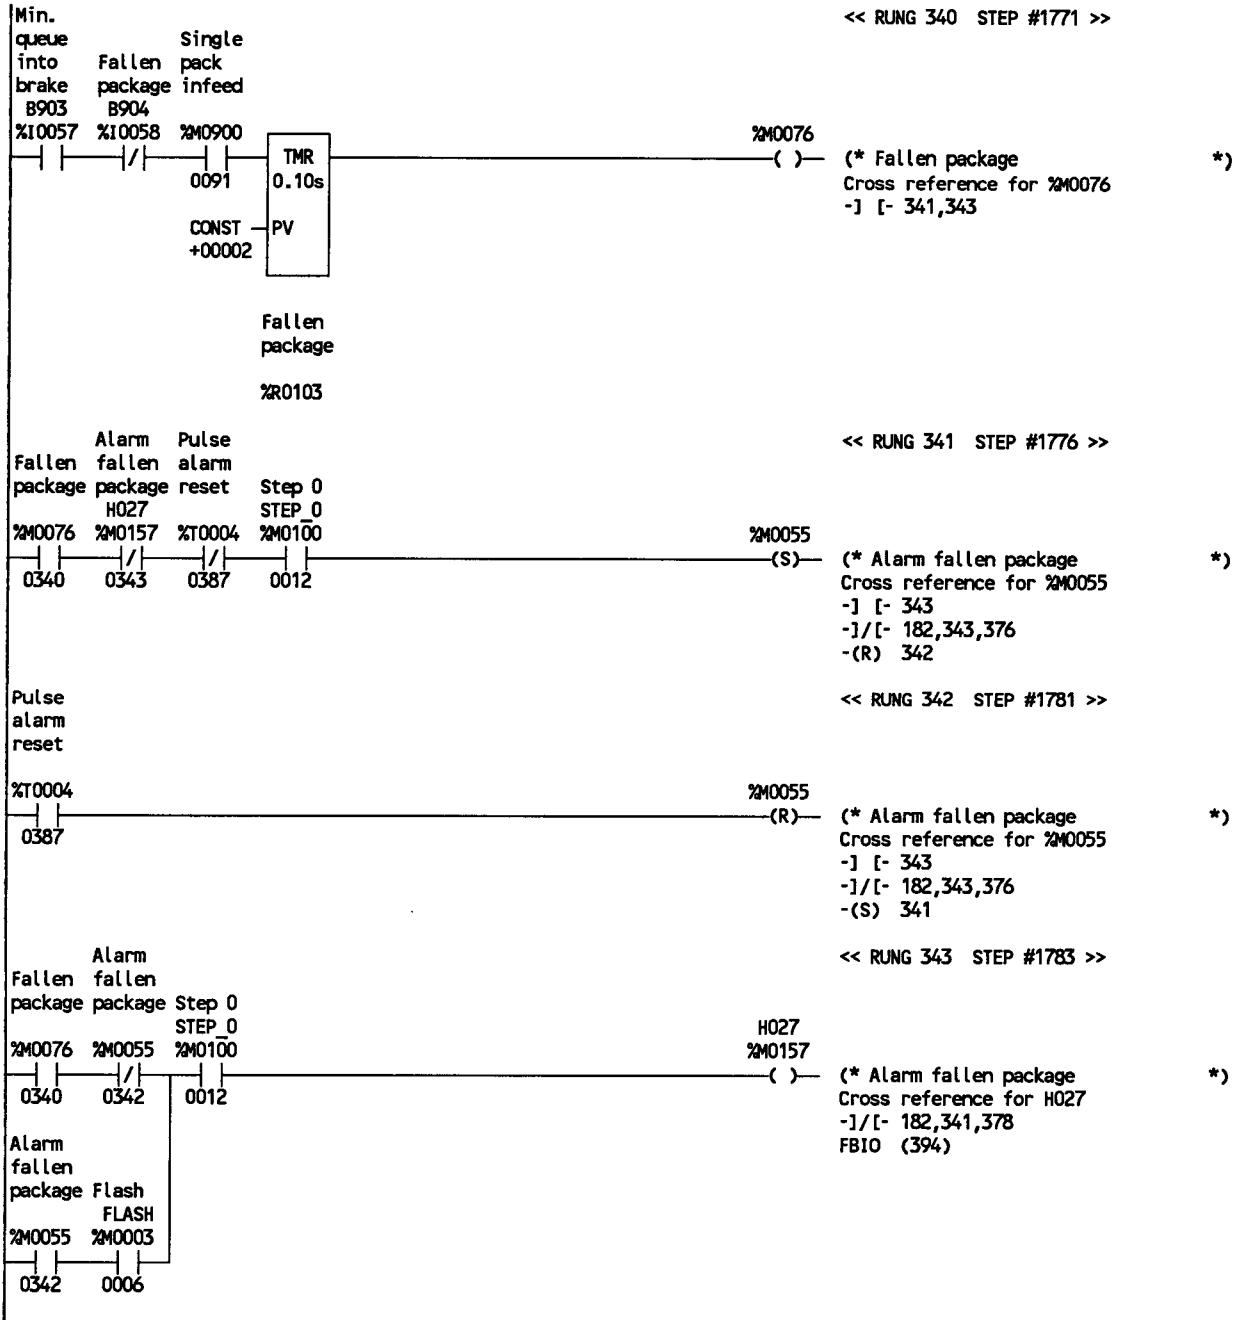 Min.
queue
into
brake
B903
%I0057
Fallen
package
B904
%I0058
Single
pack
infeed
%M0900
0091
TMR
0.10s
CONST
+00002
PV
Fallen
package
%R0103
%M0076
<< RUNG 340 STEP #1771 >>
(* Fallen package *)
Cross reference for %M0076
-] [- 341,343
<< RUNG 341 STEP #1776 >>
Fallen
package
%M0076
0340
Alarm
fallen
package
H027
%M0157
0343
Pulse
alarm
reset
%T0004
0387
Step 0
STEP_0
%M0100
0012
%M0055
(S)
(* Alarm fallen package *)
Cross reference for %M0055
-] [- 343
-]/[- 182,343,376
-(R) 342
<< RUNG 342 STEP #1781 >>
Pulse
alarm
reset
%T0004
0387
%M0055
(R)
(* Alarm fallen package *)
Cross reference for %M0055
-] [- 343
-]/[- 182,343,376
-(S) 341
<< RUNG 343 STEP #1783 >>
Fallen
package
%M0076
0340
Alarm
fallen
package
%M0055
0342
Step 0
STEP_0
%M0100
0012
H027
%M0157
(* Alarm fallen package *)
Cross reference for H027
-]/[- 182,341,378
FBIO (394)
Alarm
fallen
package
%M0055
0342
Flash
FLASH
%M0003
0006